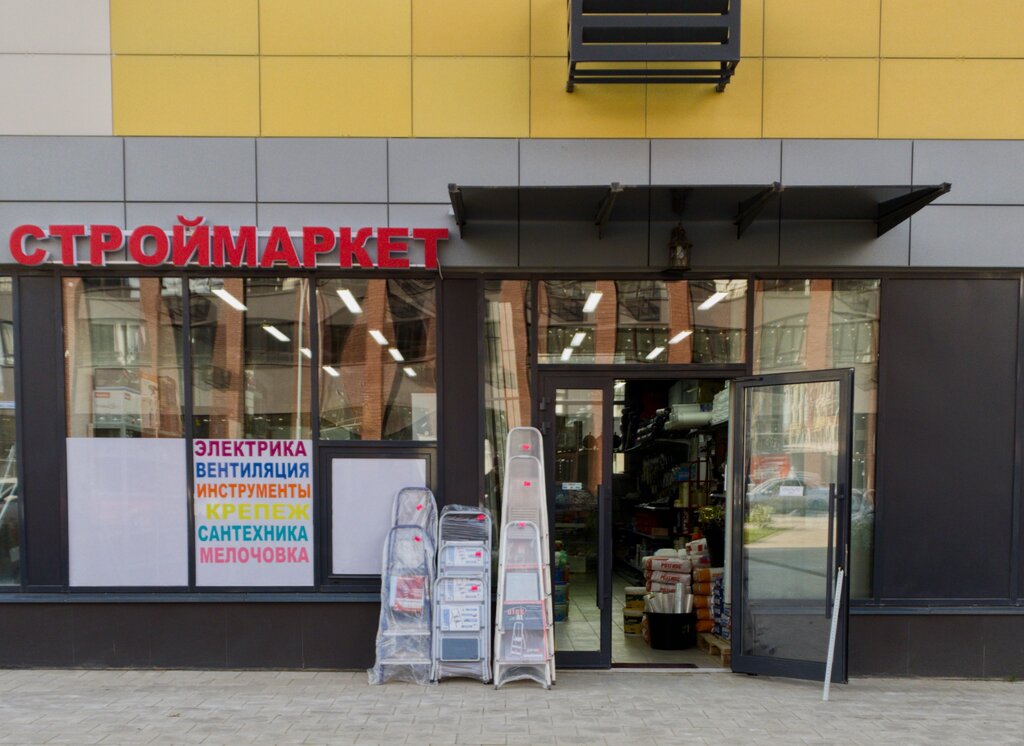 СТРОЙМАРКЕТ
ЭЛЕКТРИКА
ВЕНТИЛЯЦИЯ
ИНСТРУМЕНТЫ
КРЕПЕЖ
САНТЕХНИКА
МЕЛОЧОВКА